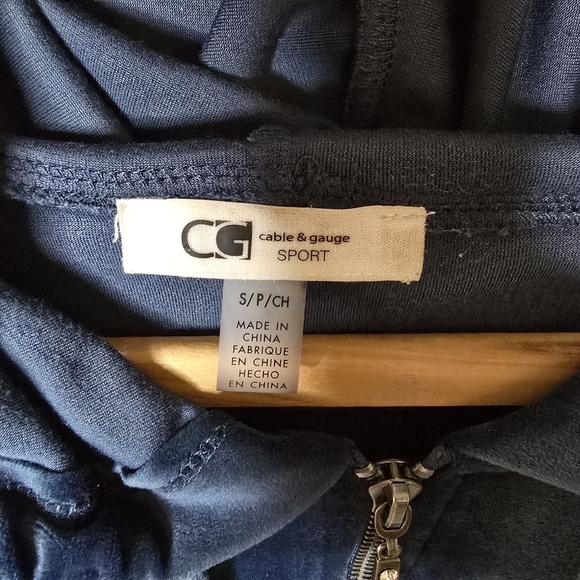 CG cable & gauge
SPORT
S/P/CH
MADE IN
CHINA
FABRIQUE
EN CHINE
HECHO
EN CHINA